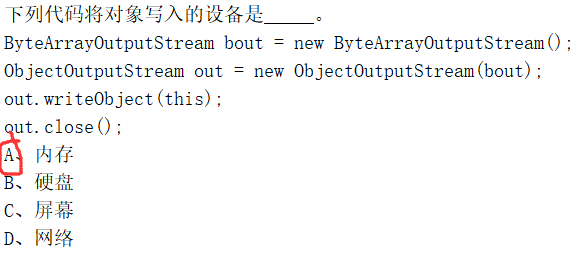 下列代码将对象写入的设备是_____。
ByteArrayOutputStream bout = new ByteArrayOutputStream();
ObjectOutputStream out = new ObjectOutputStream(bout);
out.writeObject(this);
out.close();
A、内存
B、硬盘
C、屏幕
D、网络